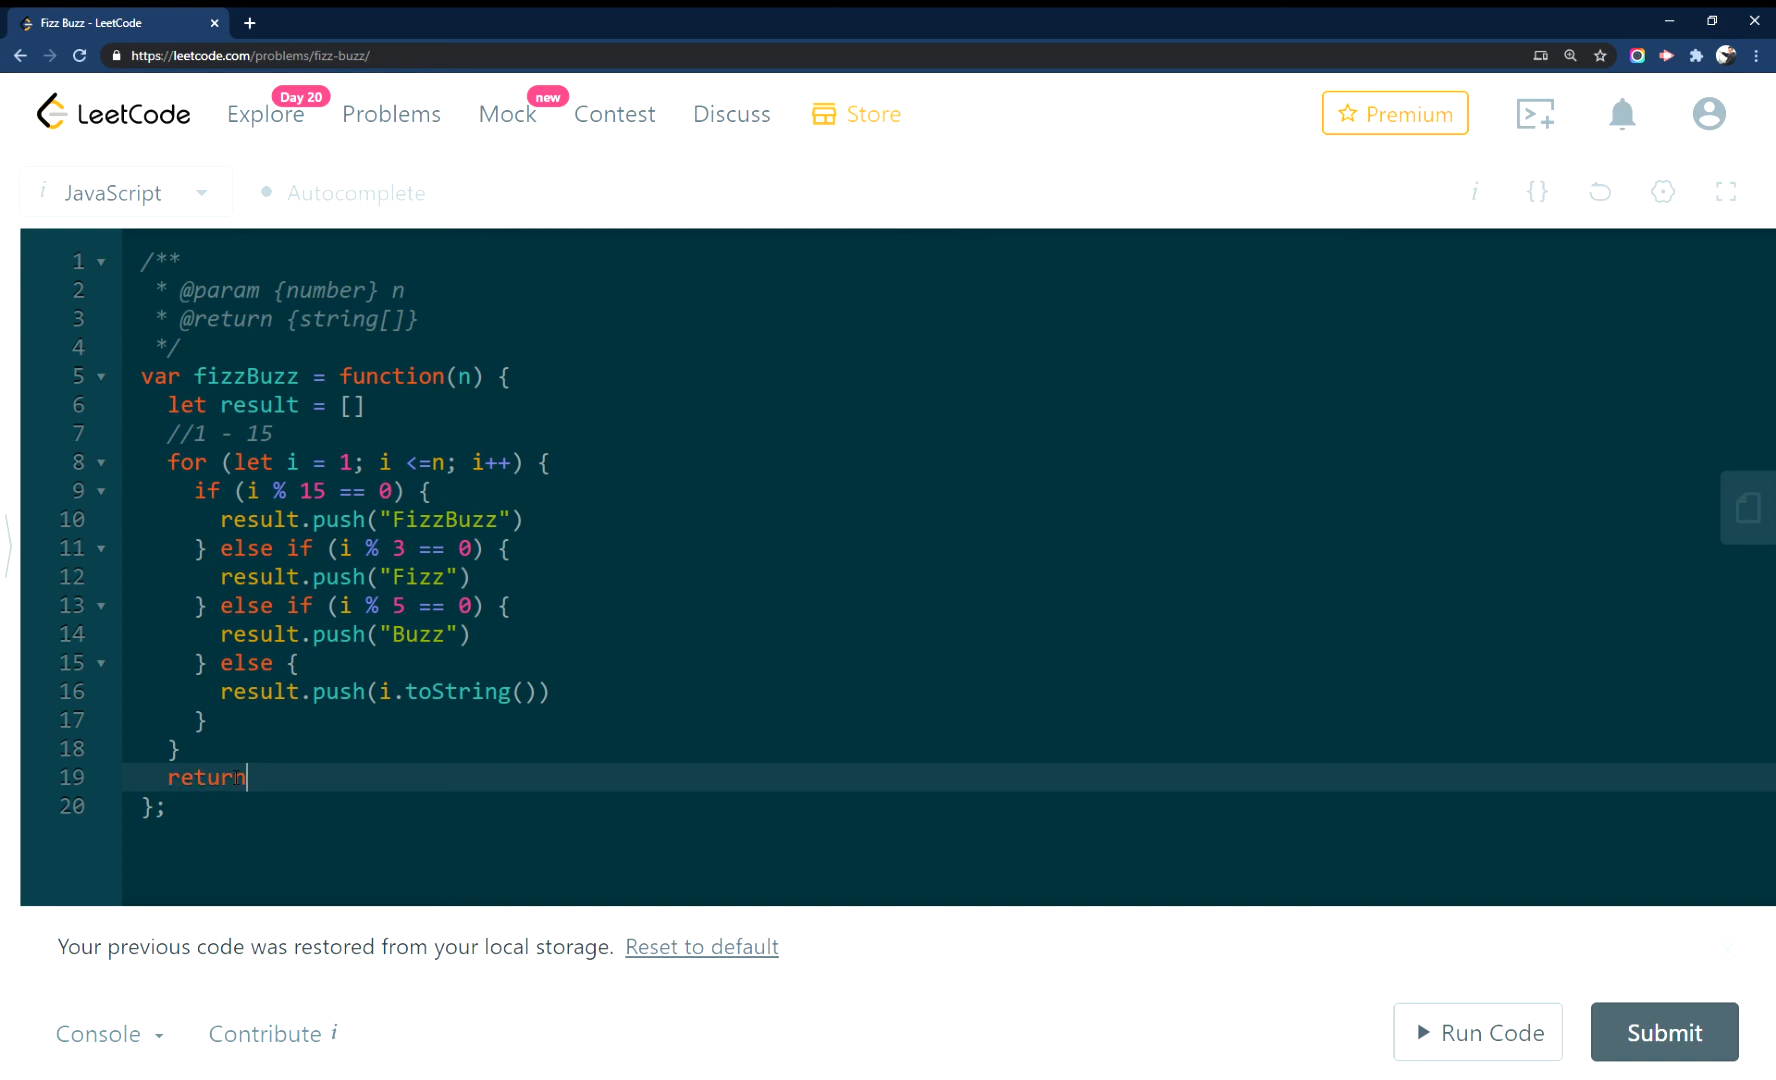 Fizz Buzz - LeetCode
https://leetcode.com/problems/fizz-buzz/
LeetCode Explore Day 20 Problems Mock new Contest Discuss Store Premium
i JavaScript Autocomplete i {}
1 /**
2 * @param {number} n
3 * @return {string[]}
4 */
5 var fizzBuzz = function(n) {
6 let result = []
7 //1 - 15
8 for (let i = 1; i <=n; i++) {
9 if (i % 15 == 0) {
10 result.push("FizzBuzz")
11 } else if (i % 3 == 0) {
12 result.push("Fizz")
13 } else if (i % 5 == 0) {
14 result.push("Buzz")
15 } else {
16 result.push(i.toString())
17 }
18 }
19 return
20 };
Your previous code was restored from your local storage. Reset to default
Console Contribute i Run Code Submit